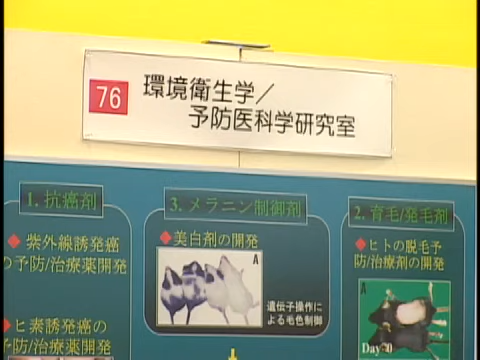 76
環境衛生学／
予防医科学研究室
1. 抗癌剤
◆ 紫外線誘発癌
の予防/治療薬開発
◆ ヒ素誘発癌の
予防/治療薬開発
3. メラニン制御剤
◆ 美白剤の開発
A
遺伝子操作に
よる毛色制御
2. 育毛/発毛剤
◆ ヒトの脱毛予
防/治療剤の開発
A
Day 0